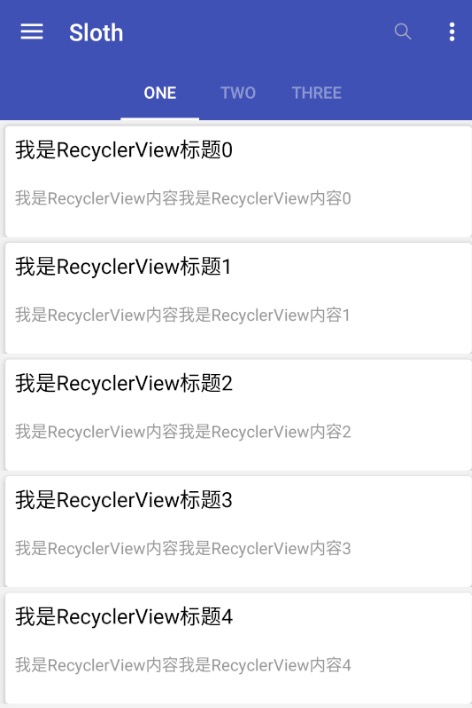 Sloth
ONE TWO THREE
我是RecyclerView标题0
我是RecyclerView内容我是RecyclerView内容0
我是RecyclerView标题1
我是RecyclerView内容我是RecyclerView内容1
我是RecyclerView标题2
我是RecyclerView内容我是RecyclerView内容2
我是RecyclerView标题3
我是RecyclerView内容我是RecyclerView内容3
我是RecyclerView标题4
我是RecyclerView内容我是RecyclerView内容4